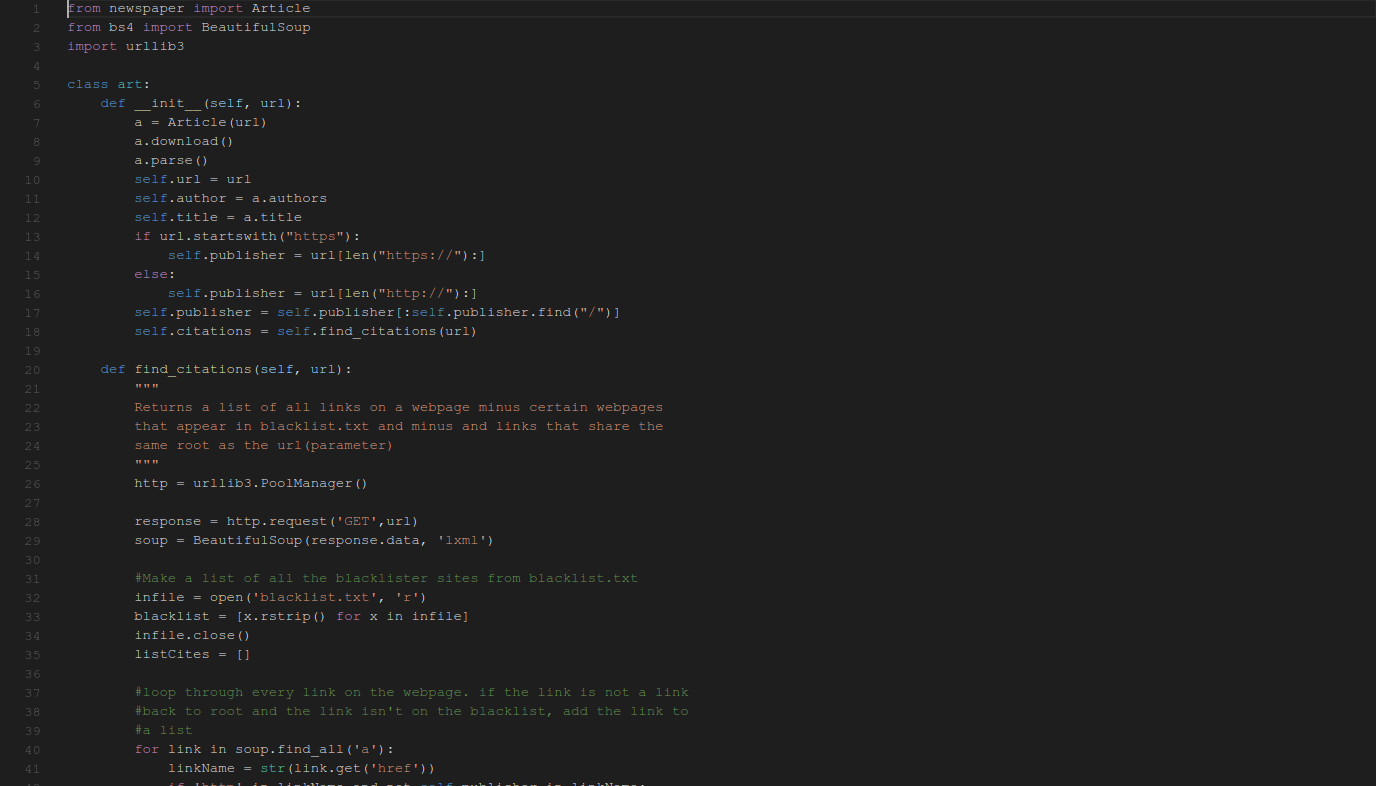 1 from newspaper import Article
2 from bs4 import BeautifulSoup
3 import urllib3
4
5 class art:
6     def __init__(self, url):
7         a = Article(url)
8         a.download()
9         a.parse()
10         self.url = url
11         self.author = a.authors
12         self.title = a.title
13         if url.startswith("https"):
14             self.publisher = url[len("https://"):]
15         else:
16             self.publisher = url[len("http://"):]
17         self.publisher = self.publisher[:self.publisher.find("/")]
18         self.citations = self.find_citations(url)
19
20     def find_citations(self, url):
21         """
22         Returns a list of all links on a webpage minus certain webpages
23         that appear in blacklist.txt and minus and links that share the
24         same root as the url(parameter)
25         """
26         http = urllib3.PoolManager()
27
28         response = http.request('GET',url)
29         soup = BeautifulSoup(response.data, 'lxml')
30
31         #Make a list of all the blacklister sites from blacklist.txt
32         infile = open('blacklist.txt', 'r')
33         blacklist = [x.rstrip() for x in infile]
34         infile.close()
35         listCites = []
36
37         #loop through every link on the webpage. if the link is not a link
38         #back to root and the link isn't on the blacklist, add the link to
39         #a list
40         for link in soup.find_all('a'):
41             linkName = str(link.get('href'))